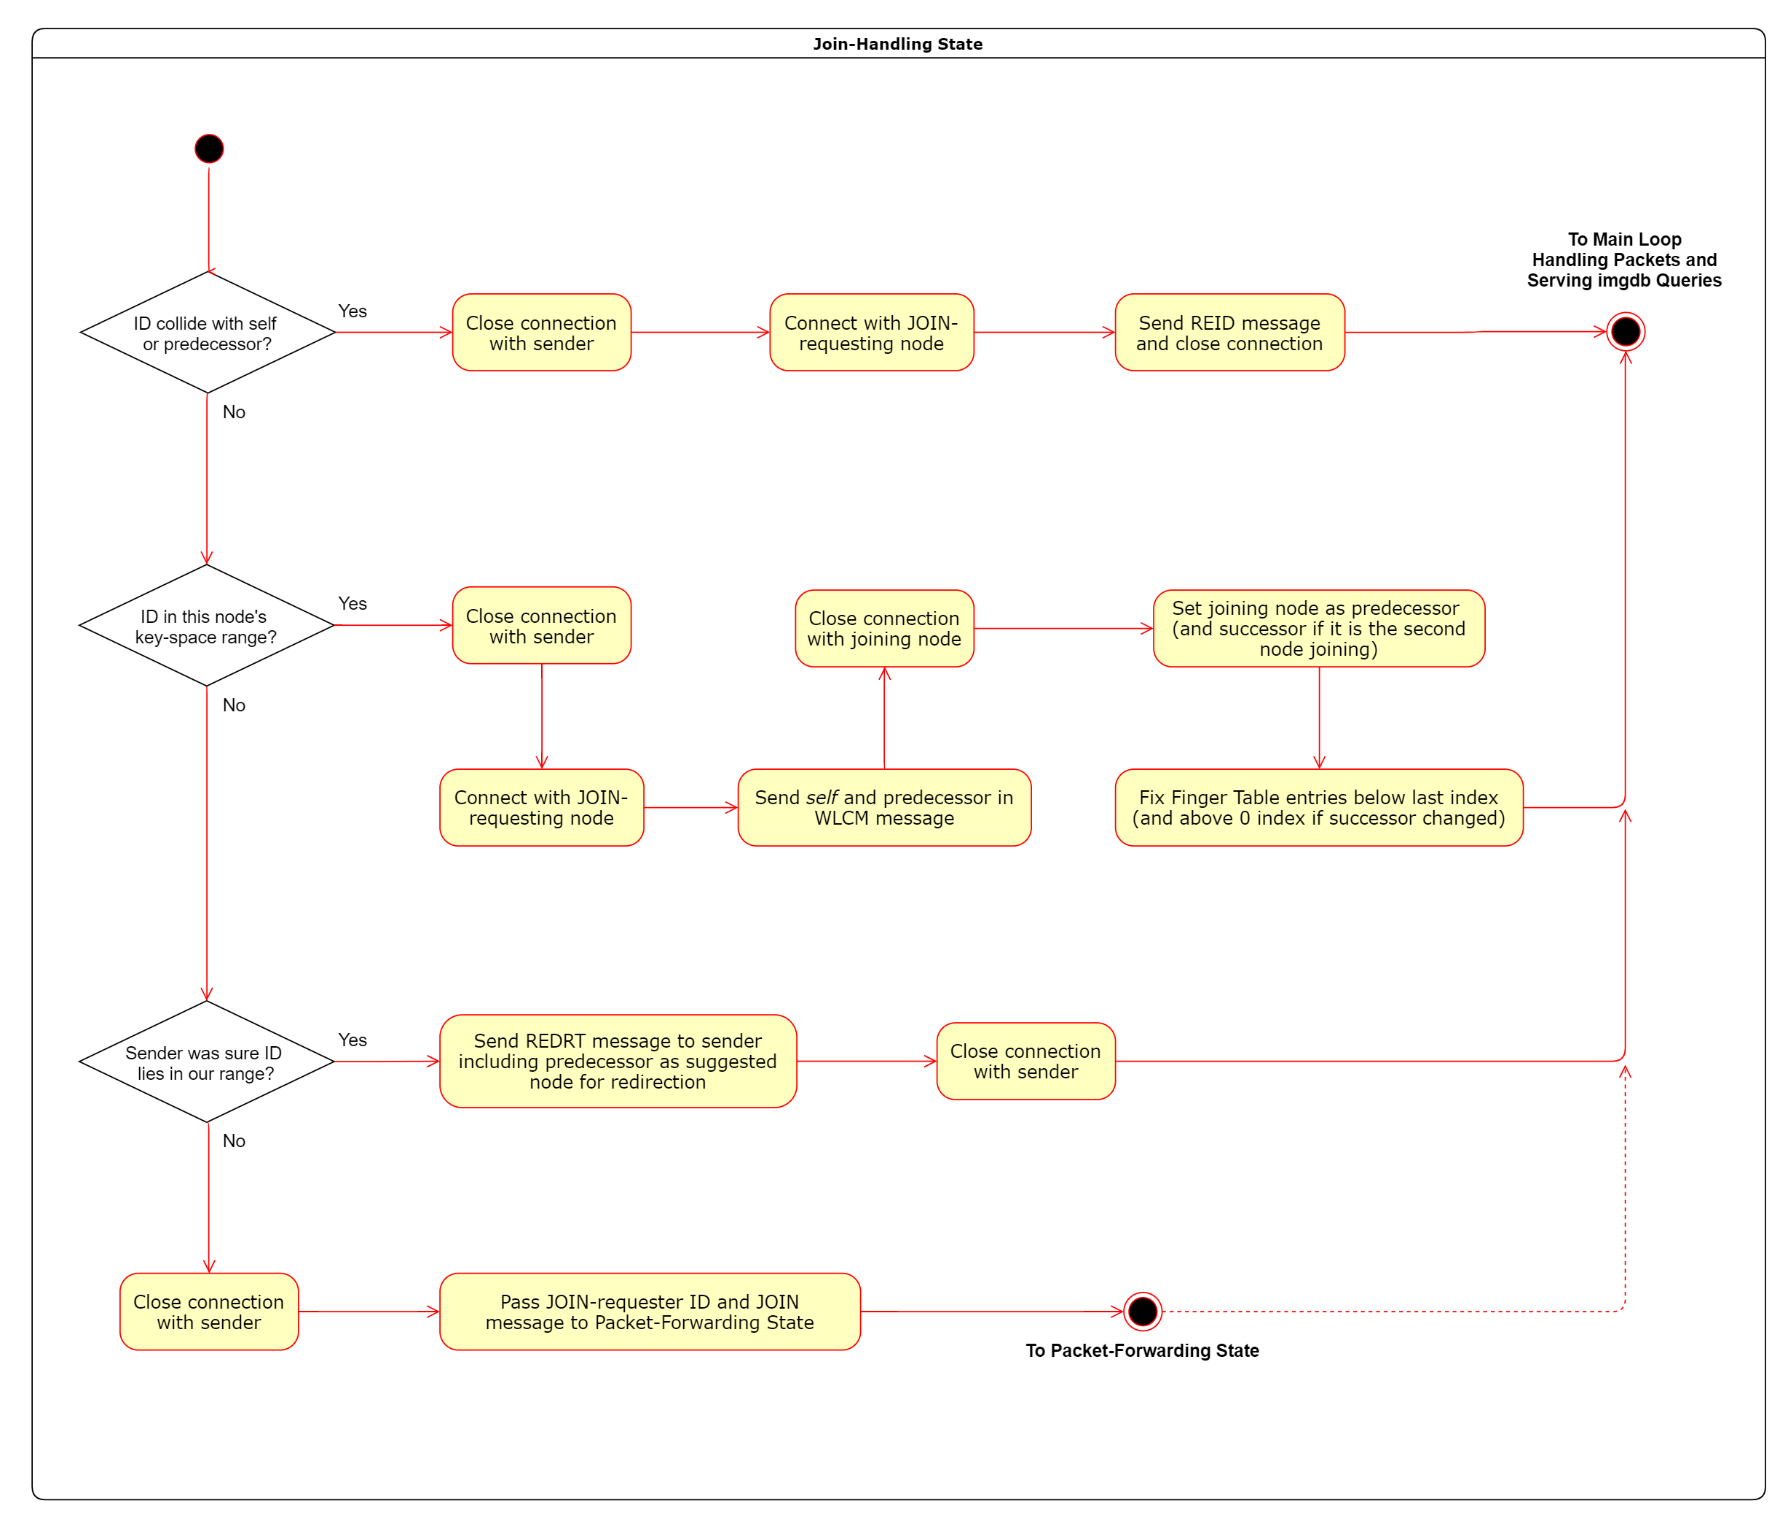 Join-Handling State
To Main Loop
Handling Packets and
Serving imgdb Queries
ID collide with self
or predecessor?
Yes
Close connection
with sender
Connect with JOIN-
requesting node
Send REID message
and close connection
No
ID in this node's
key-space range?
Yes
Close connection
with sender
Close connection
with joining node
Set joining node as predecessor
(and successor if it is the second
node joining)
No
Connect with JOIN-
requesting node
Send self and predecessor in
WLCM message
Fix Finger Table entries below last index
(and above 0 index if successor changed)
Sender was sure ID
lies in our range?
Yes
Send REDRT message to sender
including predecessor as suggested
node for redirection
Close connection
with sender
No
Close connection
with sender
Pass JOIN-requester ID and JOIN
message to Packet-Forwarding State
To Packet-Forwarding State